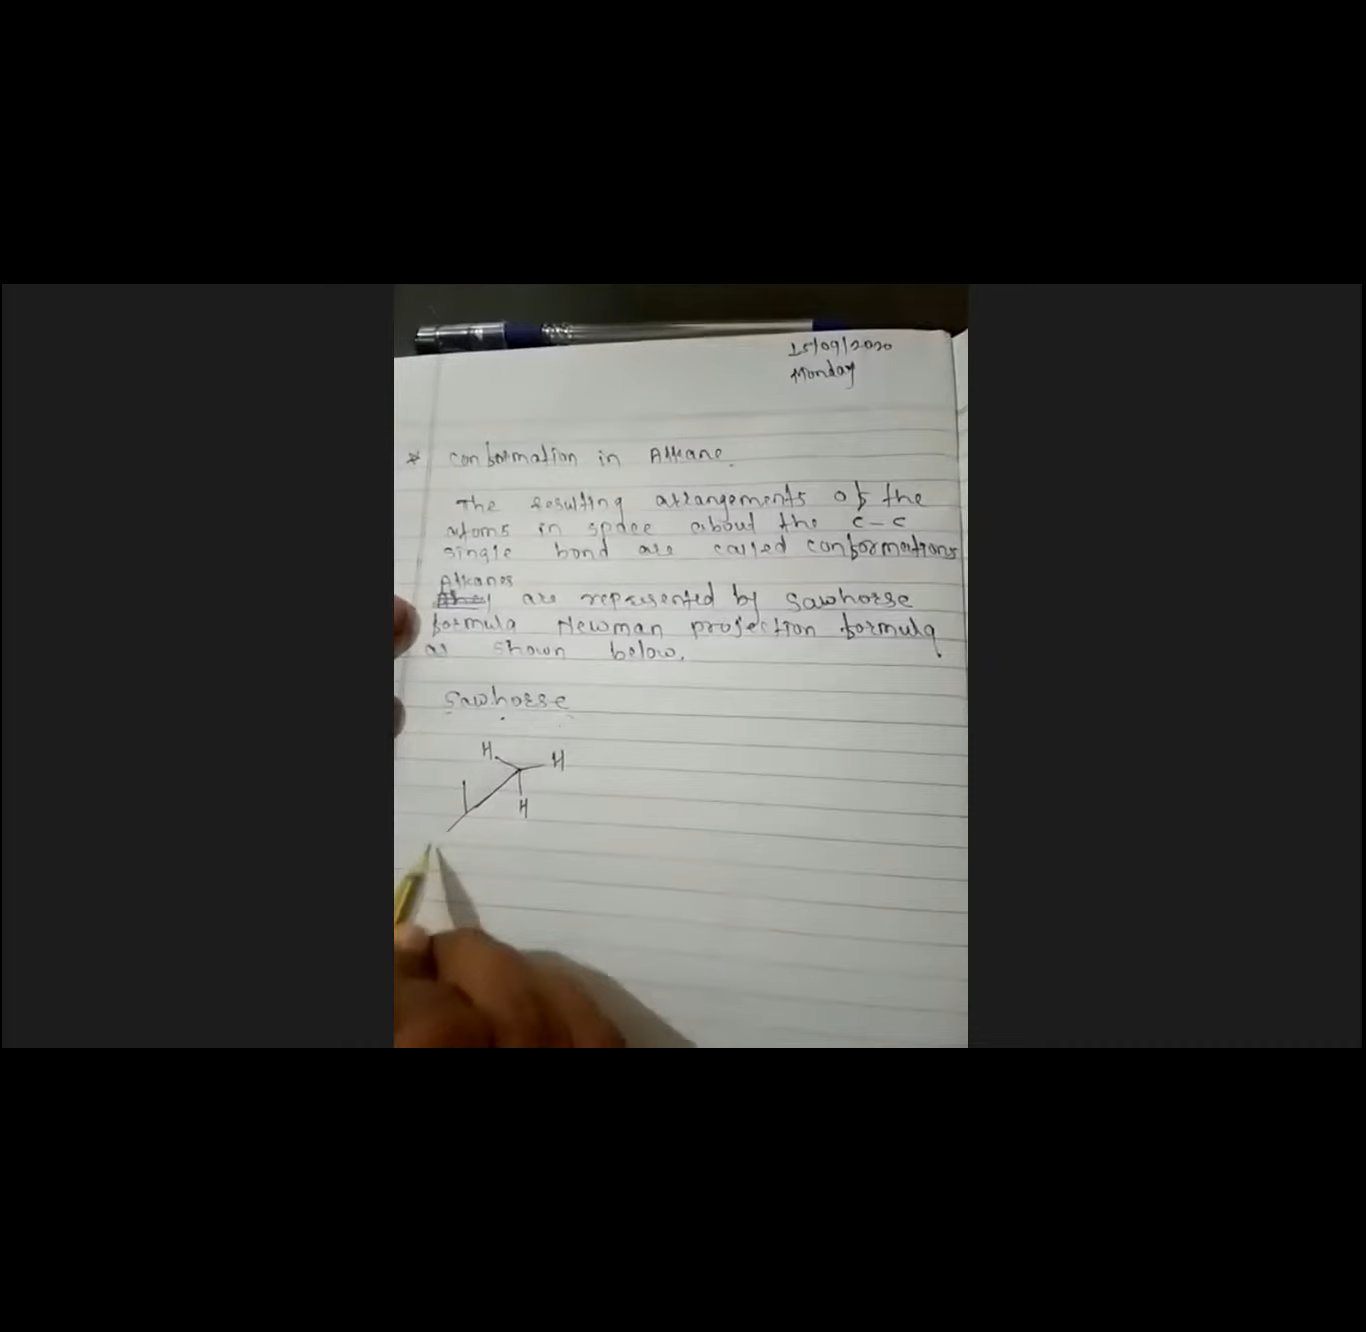 15/09/2020
Monday
* Conformation in Alkane.
The resulting arrangements of the
atoms in space about the C-C
single bond are called conformations
Alkanes
are represented by Sawhorse
formula Newman projection formula
as shown below.
Sawhorse
H H
H